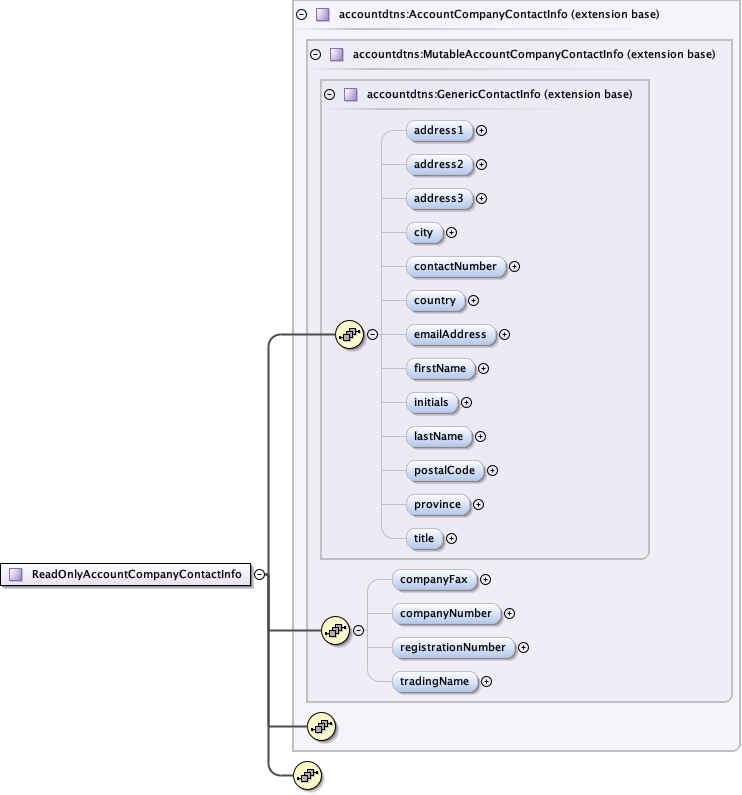 accountdtns:AccountCompanyContactInfo (extension base)
accountdtns:MutableAccountCompanyContactInfo (extension base)
accountdtns:GenericContactInfo (extension base)
address1
address2
address3
city
contactNumber
country
emailAddress
firstName
initials
lastName
postalCode
province
title
ReadOnlyAccountCompanyContactInfo
companyFax
companyNumber
registrationNumber
tradingName